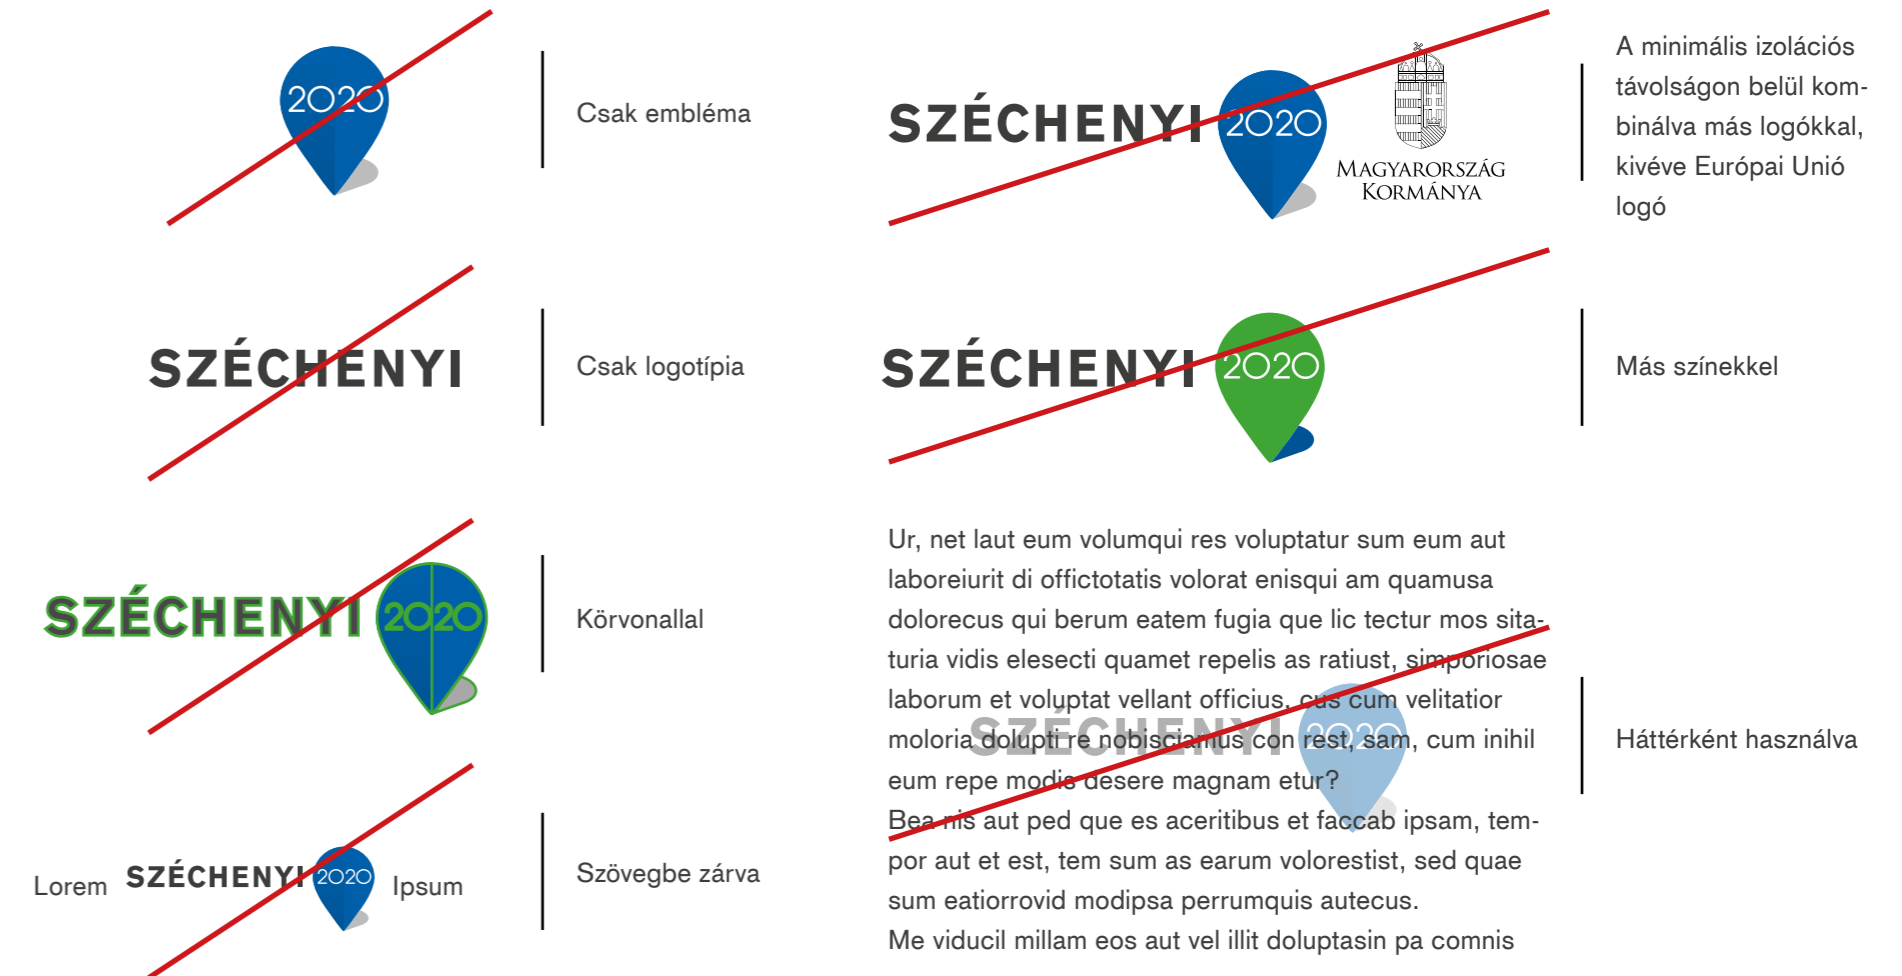 2020
Csak embléma
SZÉCHENYI
Csak logotípia
SZÉCHENYI 2020
Körvonallal
Lorem SZÉCHENYI 2020 Ipsum
Szövegbe zárva
SZÉCHENYI 2020
MAGYARORSZÁG
KORMÁNYA
A minimális izolációs
távolságon belül kom-
binálva más logókkal,
kivéve Európai Unió
logó
SZÉCHENYI 2020
Más színekkel
Ur, net laut eum volumqui res voluptatur sum eum aut
laboreiurit di offictotatis volorat enisqui am quamusa
dolorecus qui berum eatem fugia que lic tectur mos sita-
turia vidis elesecti quamet repelis as ratiust, simporiosae
laborum et voluptat vellant officius, cus cum velitatior
moloria dolupti re nobisciamus con rest, sam, cum inihil
eum repe modis desere magnam etur?
Bea nis aut ped que es aceritibus et faccab ipsam, tem-
por aut et est, tem sum as earum volorestist, sed quae
sum eatiorrovid modipsa perrumquis autecus.
Me viducil millam eos aut vel illit doluptasin pa comnis
SZÉCHENYI 2020
Háttérként használva